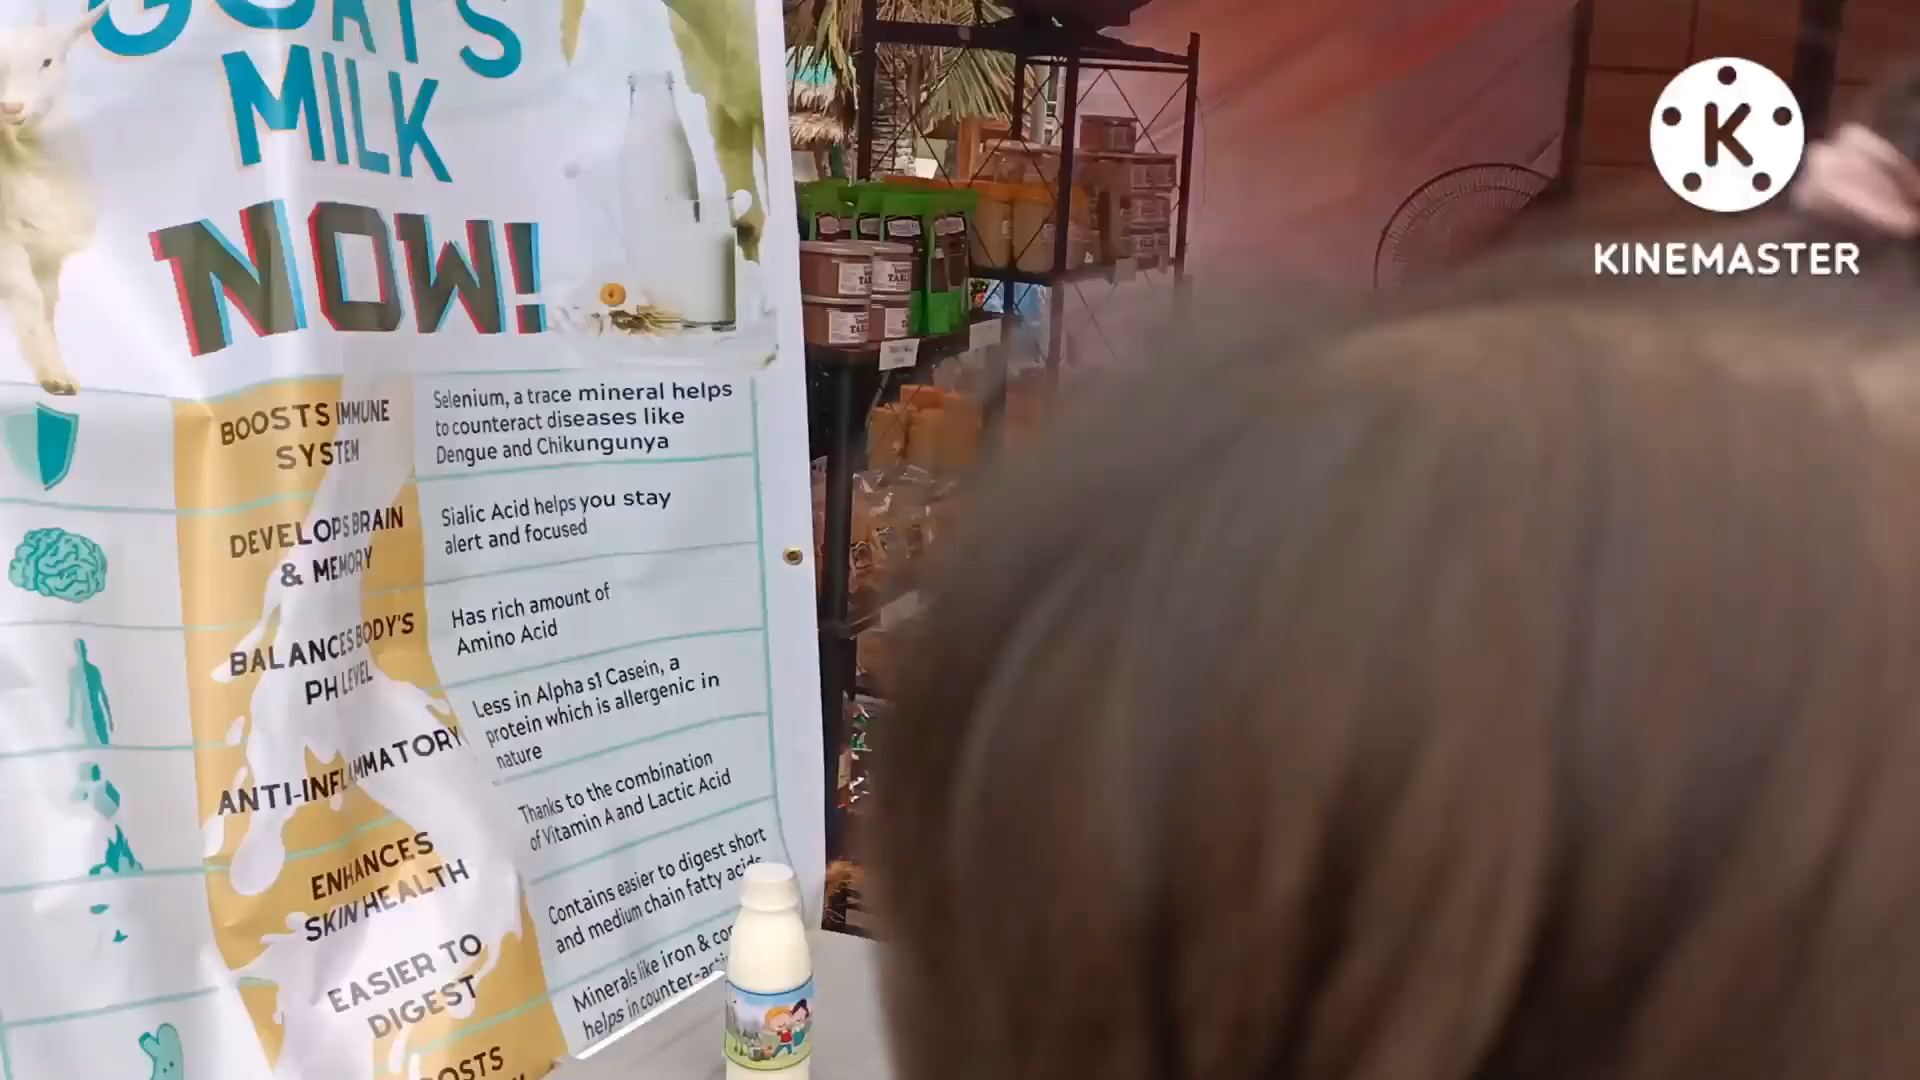 GOAT'S
MILK
NOW!
BOOSTS IMMUNE
SYSTEM
Selenium, a trace mineral helps
to counteract diseases like
Dengue and Chikungunya
DEVELOPS BRAIN
& MEMORY
Sialic Acid helps you stay
alert and focused
BALANCES BODY'S
PH LEVEL
Has rich amount of
Amino Acid
ANTI-INFLAMMATORY
Less in Alpha s1 Casein, a
protein which is allergenic in
nature
ENHANCES
SKIN HEALTH
Thanks to the combination
of Vitamin A and Lactic Acid
EASIER TO
DIGEST
Contains easier to digest short
and medium chain fatty acids
Minerals like iron &
helps in
K
KINEMASTER